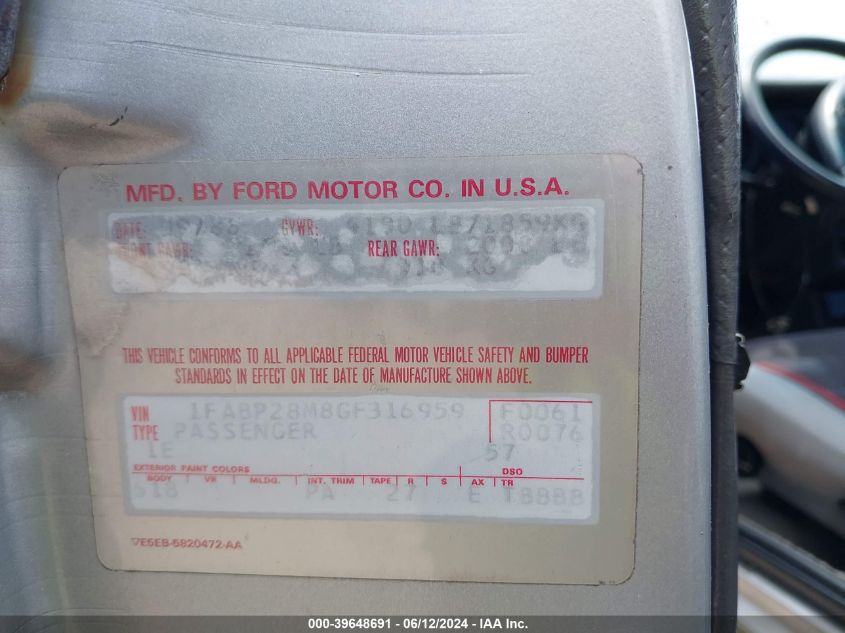 MFD. BY FORD MOTOR CO. IN U.S.A.
DATE: GVWR:
REAR GAWR:
KG
THIS VEHICLE CONFORMS TO ALL APPLICABLE FEDERAL MOTOR VEHICLE SAFETY AND BUMPER
STANDARDS IN EFFECT ON THE DATE OF MANUFACTURE SHOWN ABOVE.
VIN 1FABP28M8GF316959 F0061
TYPE PASSENGER R0076
1E 57
EXTERIOR PAINT COLORS DSO
BODY VR MLDG. INT. TRIM TAPE R S AX TR
PA 27 E
000-39648691 - 06/12/2024 - IAA Inc.